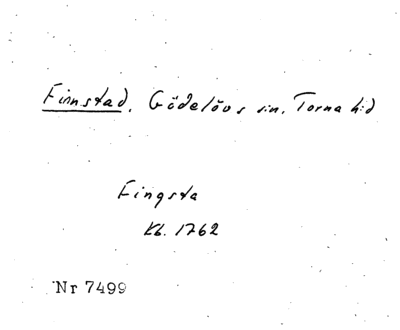 Finnstad, Gödelövs sn, Torna hd
Fingsta
Kb. 1762
Nr 7499